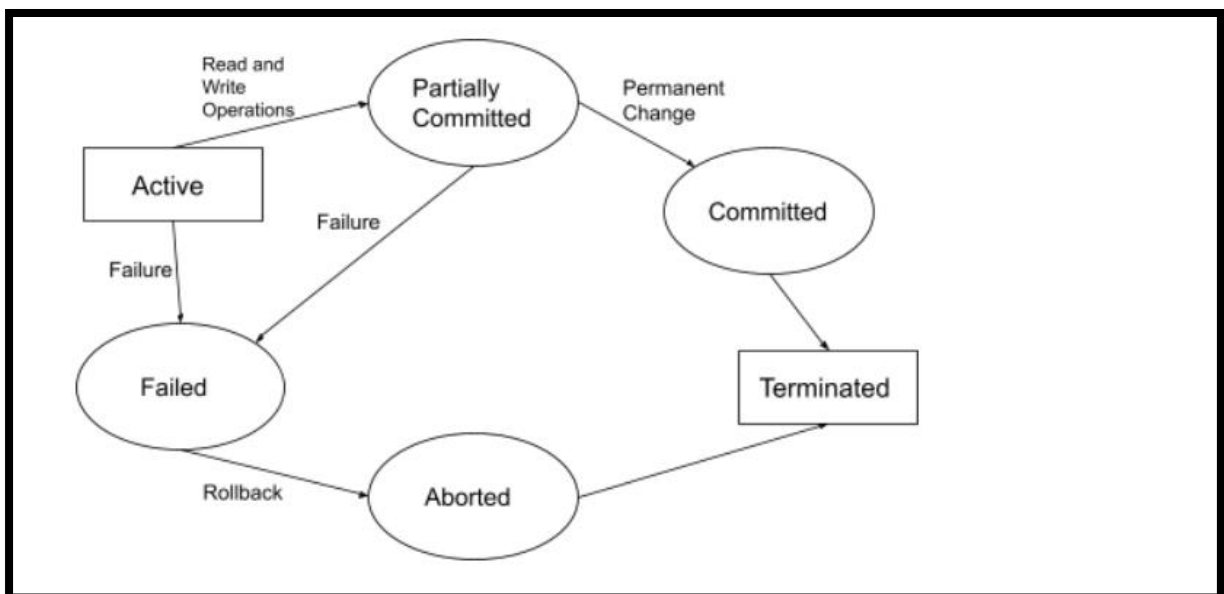 Read and
Write
Operations
Partially
Committed
Permanent
Change
Active
Committed
Failure
Failure
Failed
Terminated
Rollback
Aborted